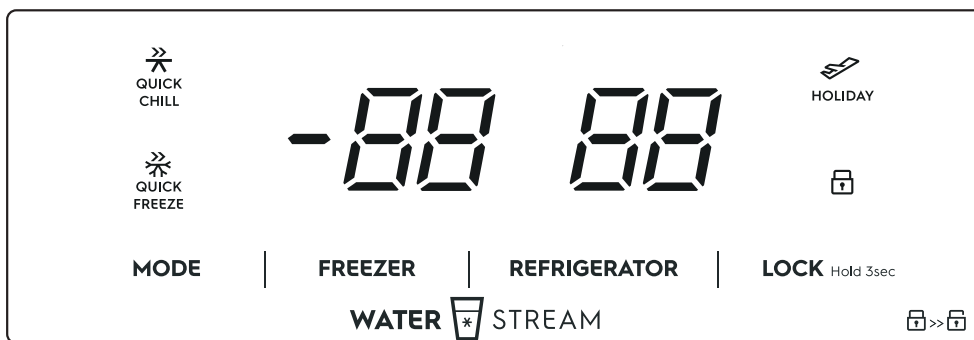 QUICK
CHILL
-88 88
HOLIDAY
QUICK
FREEZE
MODE FREEZER REFRIGERATOR LOCK Hold 3sec
WATER STREAM
>>